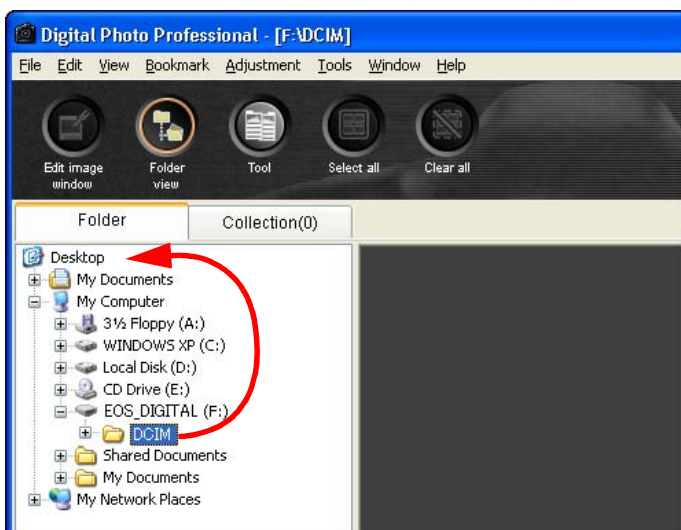 Digital Photo Professional - [F:\DCIM]
File Edit View Bookmark Adjustment Tools Window Help
Edit image window
Folder view
Tool
Select all
Clear all
Folder
Collection(0)
Desktop
My Documents
My Computer
3½ Floppy (A:)
WINDOWS XP (C:)
Local Disk (D:)
CD Drive (E:)
EOS_DIGITAL (F:)
DCIM
Shared Documents
My Documents
My Network Places